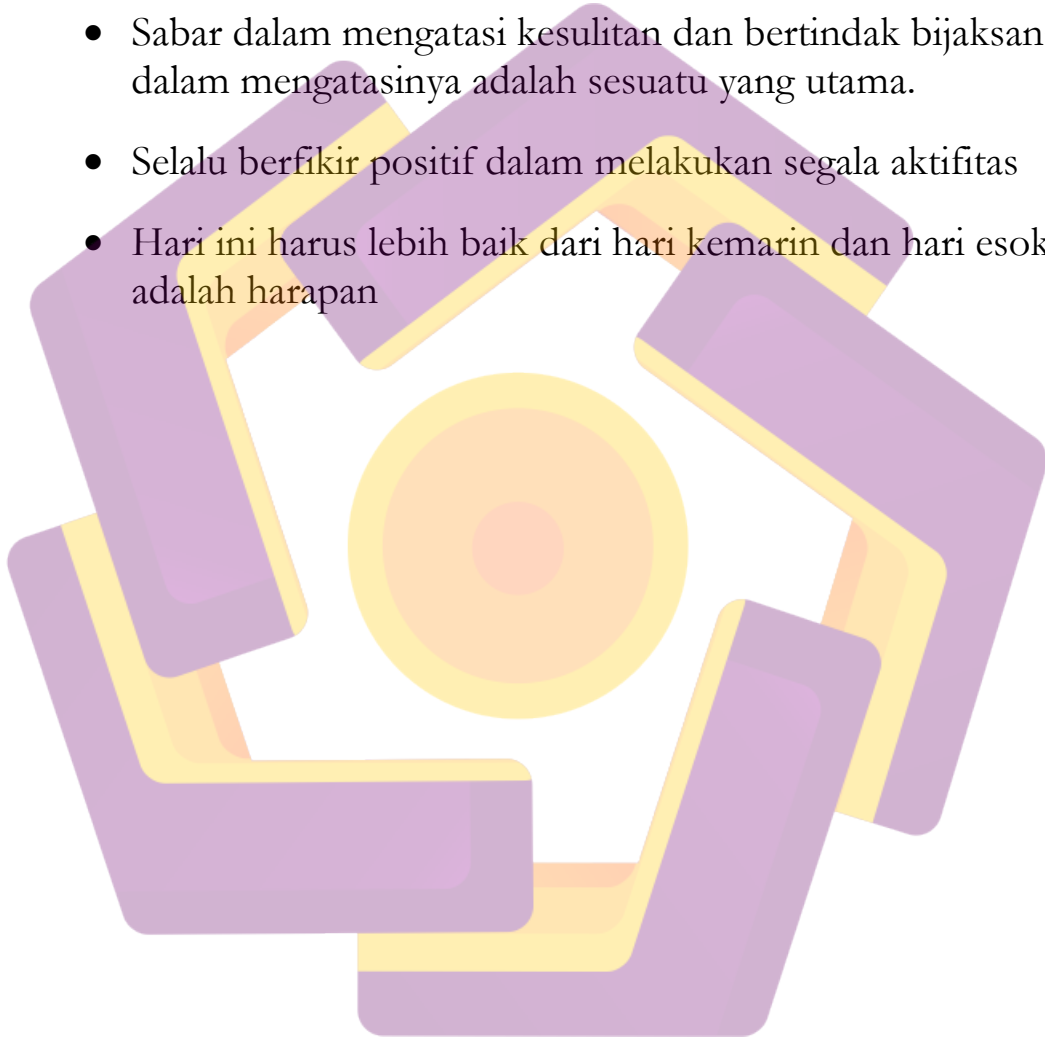 • Sabar dalam mengatasi kesulitan dan bertindak bijaksan
dalam mengatasinya adalah sesuatu yang utama.
• Selalu berfikir positif dalam melakukan segala aktifitas
• Hari ini harus lebih baik dari hari kemarin dan hari esok
adalah harapan